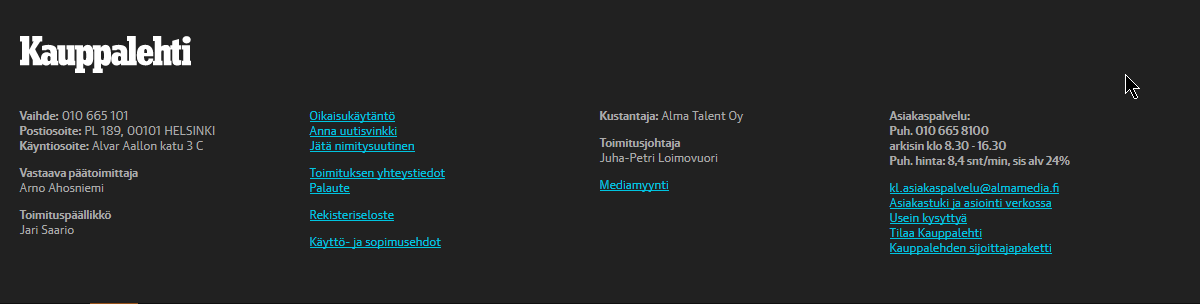 Kauppalehti
Vaihde: 010 665 101
Postiosoite: PL 189, 00101 HELSINKI
Käyntiosoite: Alvar Aallon katu 3 C
Vastaava päätoimittaja
Arno Ahosniemi
Toimituspäällikkö
Jari Saario
Oikaisukäytäntö
Anna uutisvinkki
Jätä nimitysuutinen
Toimituksen yhteystiedot
Palaute
Rekisteriseloste
Käyttö- ja sopimusehdot
Kustantaja: Alma Talent Oy
Toimitusjohtaja
Juha-Petri Loimovuori
Mediamyynti
Asiakaspalvelu:
Puh. 010 665 8100
arkisin klo 8.30 - 16.30
Puh. hinta: 8,4 snt/min, sis alv 24%
kl.asiakaspalvelu@almamedia.fi
Asiakastuki ja asiointi verkossa
Usein kysyttyä
Tilaa Kauppalehti
Kauppalehden sijoittajapaketti